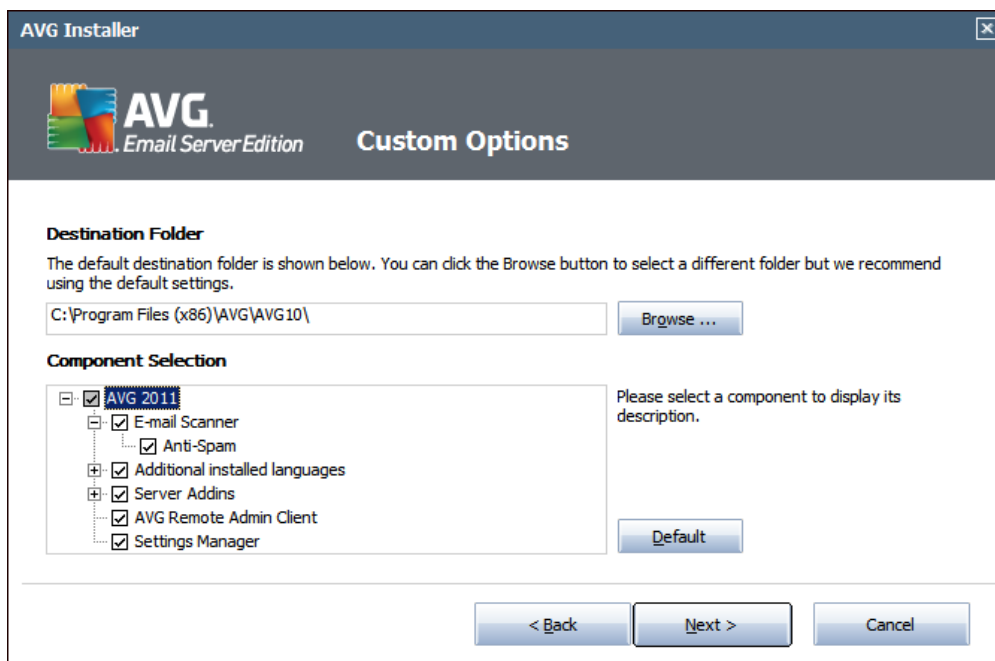 AVG Installer
AVG.
Email Server Edition
Custom Options
Destination Folder
The default destination folder is shown below. You can click the Browse button to select a different folder but we recommend
using the default settings.
C:\Program Files (x86)\AVG\AVG10\
Browse ...
Component Selection
AVG 2011
E-mail Scanner
Anti-Spam
Additional installed languages
Server Addins
AVG Remote Admin Client
Settings Manager
Please select a component to display its
description.
Default
< Back
Next >
Cancel